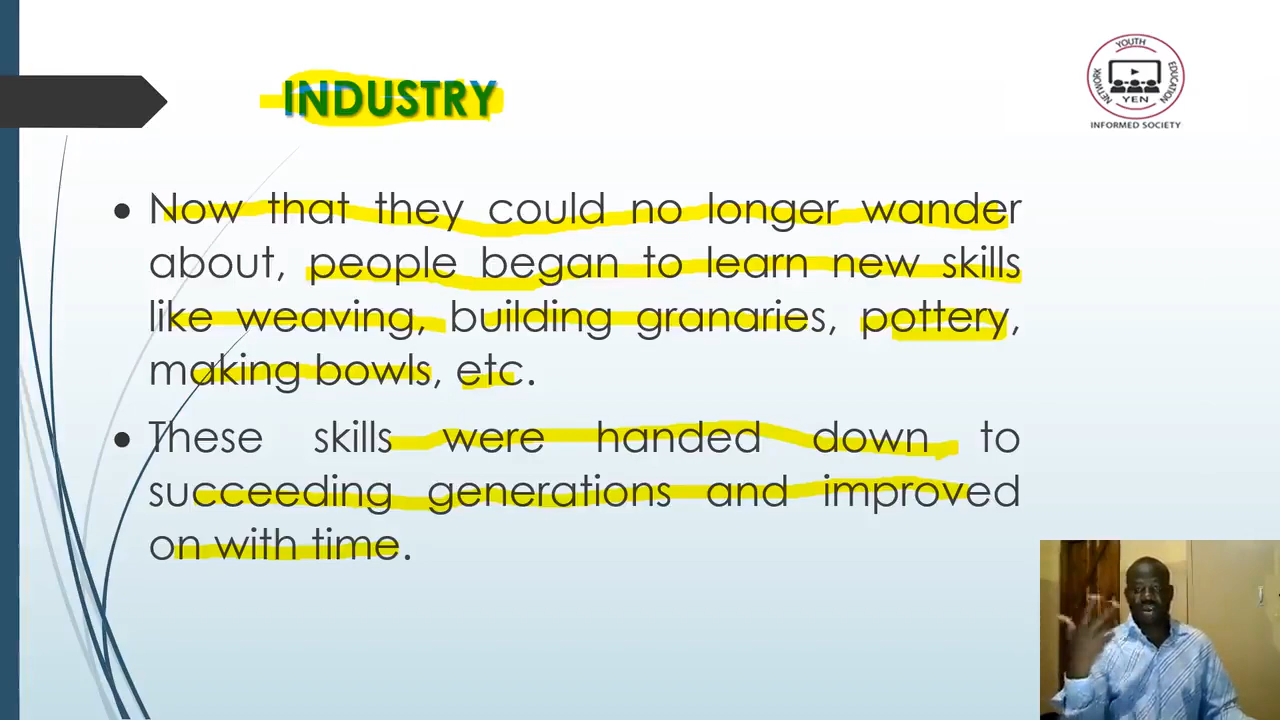 INDUSTRY
YOUTH
EDUCATION
NETWORK
YEN
INFORMED SOCIETY
• Now that they could no longer wander
about, people began to learn new skills
like weaving, building granaries, pottery,
making bowls, etc.
• These skills were handed down to
succeeding generations and improved
on with time.